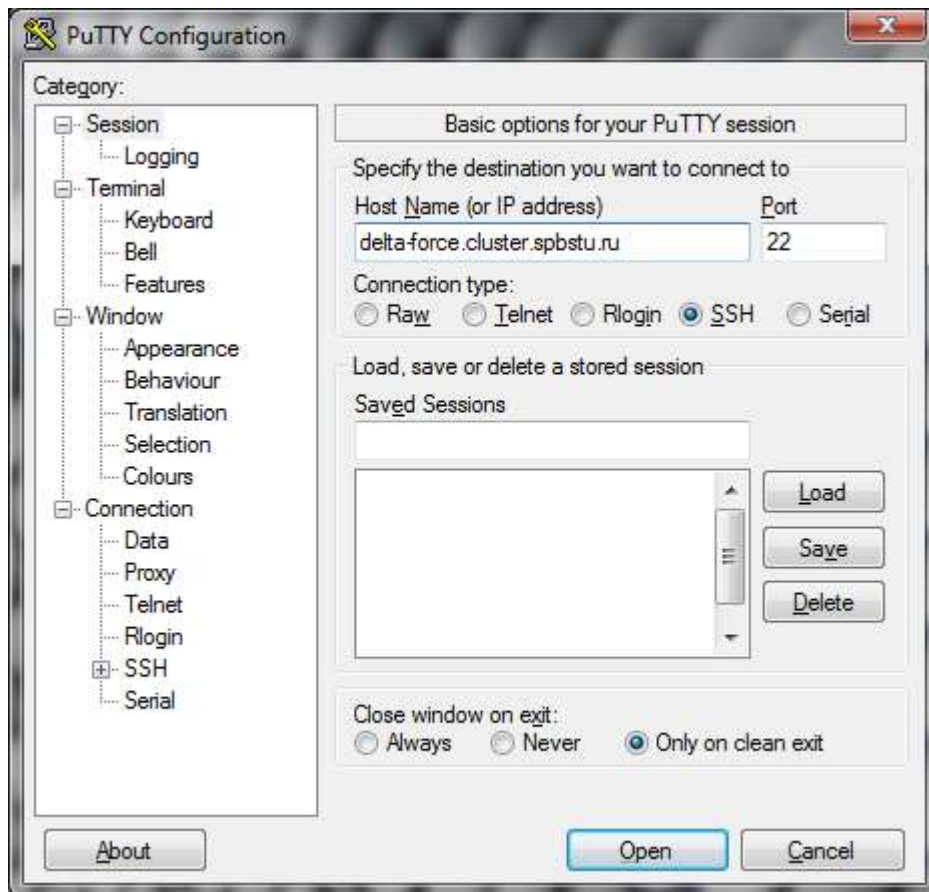 PuTTY Configuration
Category:
Session
Logging
Terminal
Keyboard
Bell
Features
Window
Appearance
Behaviour
Translation
Selection
Colours
Connection
Data
Proxy
Telnet
Rlogin
SSH
Serial
Basic options for your PuTTY session
Specify the destination you want to connect to
Host Name (or IP address) Port
delta-force.cluster.spbstu.ru 22
Connection type:
Raw Telnet Rlogin SSH Serial
Load, save or delete a stored session
Saved Sessions
Load
Save
Delete
Close window on exit:
Always Never Only on clean exit
About Open Cancel